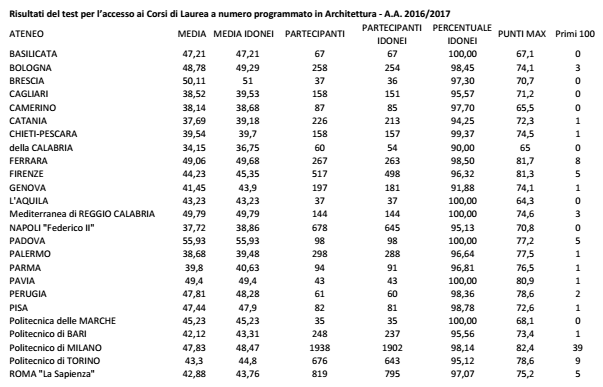 Risultati del test per l'accesso ai Corsi di Laurea a numero programmato in Architettura - A.A. 2016/2017
ATENEO MEDIA MEDIA IDONEI PARTECIPANTI PARTECIPANTI IDONEI PERCENTUALE IDONEI PUNTI MAX Primi 100
BASILICATA 47,21 47,21 67 67 100,00 67,1 0
BOLOGNA 48,78 49,29 258 254 98,45 74,1 3
BRESCIA 50,11 51 37 36 97,30 70,7 0
CAGLIARI 38,52 39,53 158 151 95,57 71,2 0
CAMERINO 38,14 38,68 87 85 97,70 65,5 0
CATANIA 37,69 39,18 226 213 94,25 72,3 1
CHIETI-PESCARA 39,54 39,7 158 157 99,37 74,5 1
della CALABRIA 34,15 36,75 60 54 90,00 65 0
FERRARA 49,06 49,68 267 263 98,50 81,7 8
FIRENZE 44,23 45,35 517 498 96,32 81,3 5
GENOVA 41,45 43,9 197 181 91,88 74,1 1
L'AQUILA 43,23 43,23 37 37 100,00 64,3 0
Mediterranea di REGGIO CALABRIA 49,79 49,79 144 144 100,00 74,6 3
NAPOLI "Federico II" 37,72 38,86 678 645 95,13 70,8 0
PADOVA 55,93 55,93 98 98 100,00 77,2 5
PALERMO 38,68 39,48 298 288 96,64 77,5 1
PARMA 39,8 40,63 94 91 96,81 76,5 1
PAVIA 49,4 49,4 43 43 100,00 80,9 1
PERUGIA 47,81 48,28 61 60 98,36 78,6 2
PISA 47,44 47,9 82 81 98,78 72,6 1
Politecnica delle MARCHE 45,23 45,23 35 35 100,00 68,1 0
Politecnico di BARI 42,12 43,31 248 237 95,56 73,4 1
Politecnico di MILANO 47,83 48,47 1938 1902 98,14 82,4 39
Politecnico di TORINO 43,3 44,8 676 643 95,12 78,6 9
ROMA "La Sapienza" 42,88 43,76 819 795 97,07 75,2 5